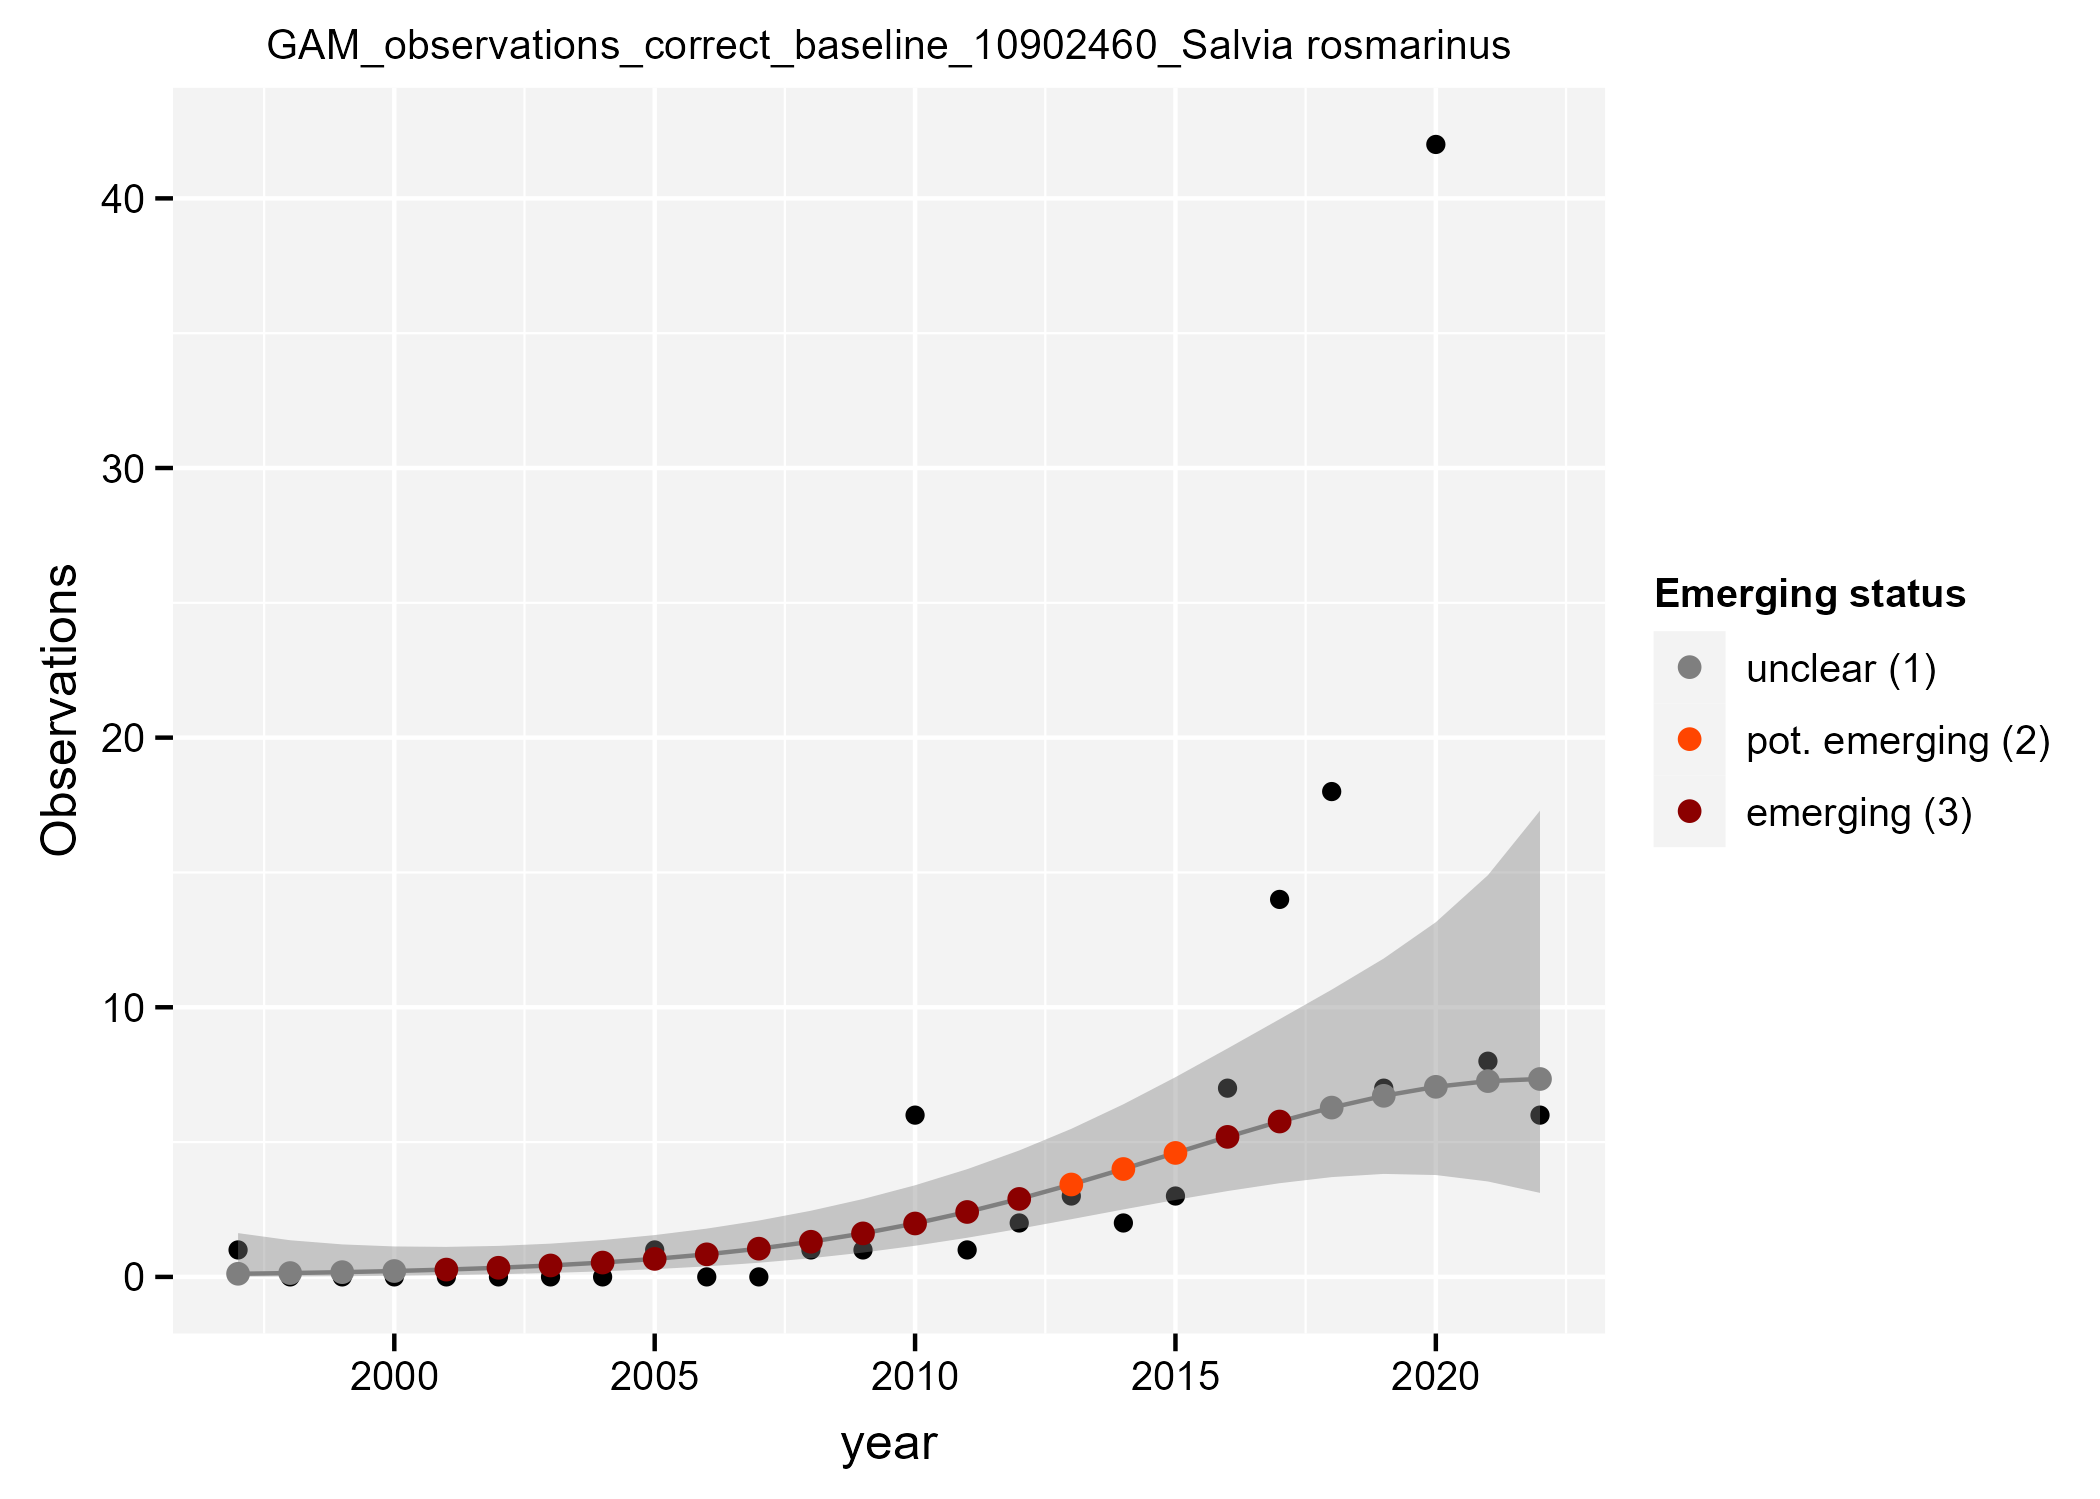 GAM_observations_correct_baseline_10902460_Salvia rosmarinus
Observations
40
30
20
10
0
2000 2005 2010 2015 2020
year
Emerging status
unclear (1)
pot. emerging (2)
emerging (3)